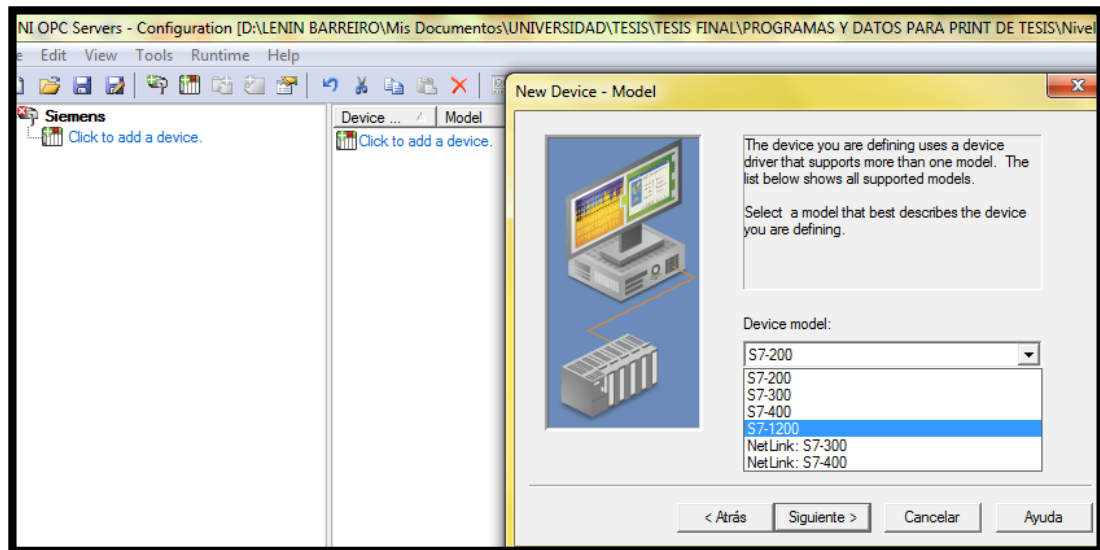 NI OPC Servers - Configuration [D:\LENIN BARREIRO\Mis Documentos\UNIVERSIDAD\TESIS\TESIS FINAL\PROGRAMAS Y DATOS PARA PRINT DE TESIS\Nivel
e Edit View Tools Runtime Help
Siemens
Click to add a device.
Device ... Model
Click to add a device.
New Device - Model
The device you are defining uses a device
driver that supports more than one model. The
list below shows all supported models.
Select a model that best describes the device
you are defining.
Device model:
S7-200
S7-200
S7-300
S7-400
S7-1200
NetLink: S7-300
NetLink: S7-400
< Atrás Siguiente > Cancelar Ayuda